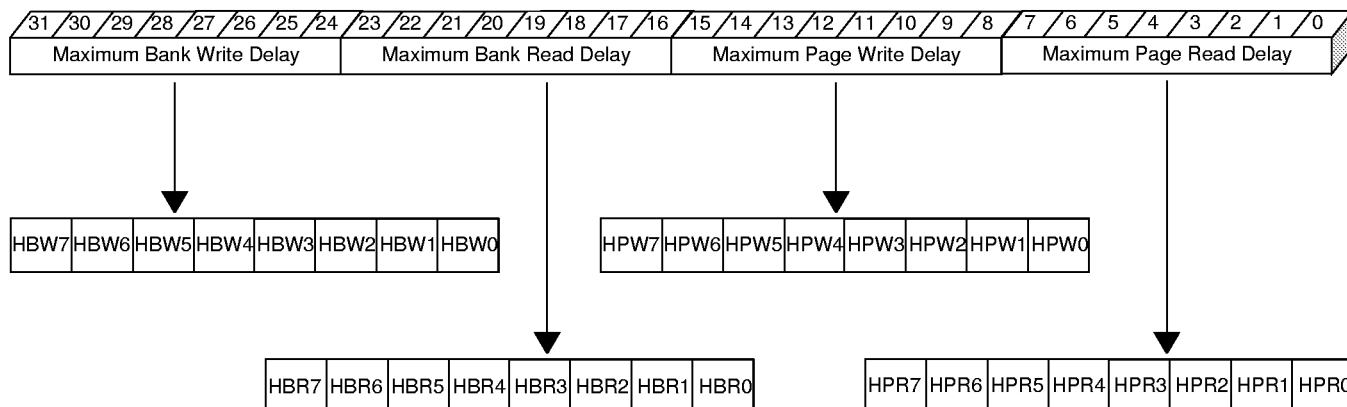 31 30 29 28 27 26 25 24 23 22 21 20 19 18 17 16 15 14 13 12 11 10 9 8 7 6 5 4 3 2 1 0
Maximum Bank Write Delay Maximum Bank Read Delay Maximum Page Write Delay Maximum Page Read Delay
HBW7 HBW6 HBW5 HBW4 HBW3 HBW2 HBW1 HBW0 HPW7 HPW6 HPW5 HPW4 HPW3 HPW2 HPW1 HPW0
HBR7 HBR6 HBR5 HBR4 HBR3 HBR2 HBR1 HBR0 HPR7 HPR6 HPR5 HPR4 HPR3 HPR2 HPR1 HPR0